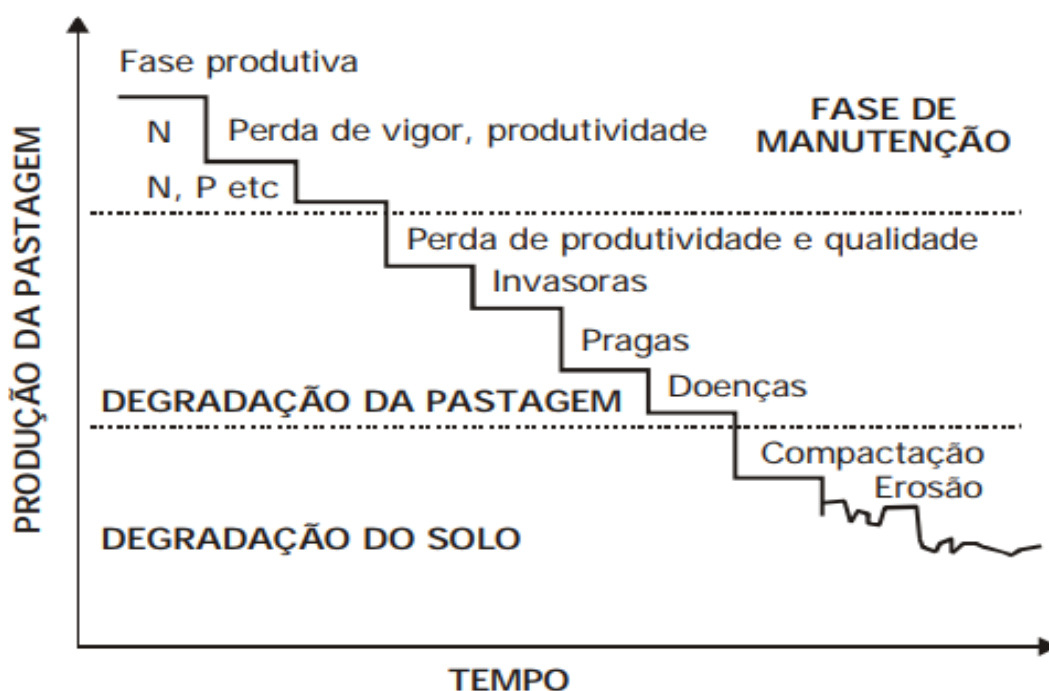 PRODUÇÃO DA PASTAGEM
Fase produtiva
FASE DE
MANUTENÇÃO
N
Perda de vigor, produtividade
N, P etc
Perda de produtividade e qualidade
Invasoras
Pragas
Doenças
DEGRADAÇÃO DA PASTAGEM
Compactação
Erosão
DEGRADAÇÃO DO SOLO
TEMPO